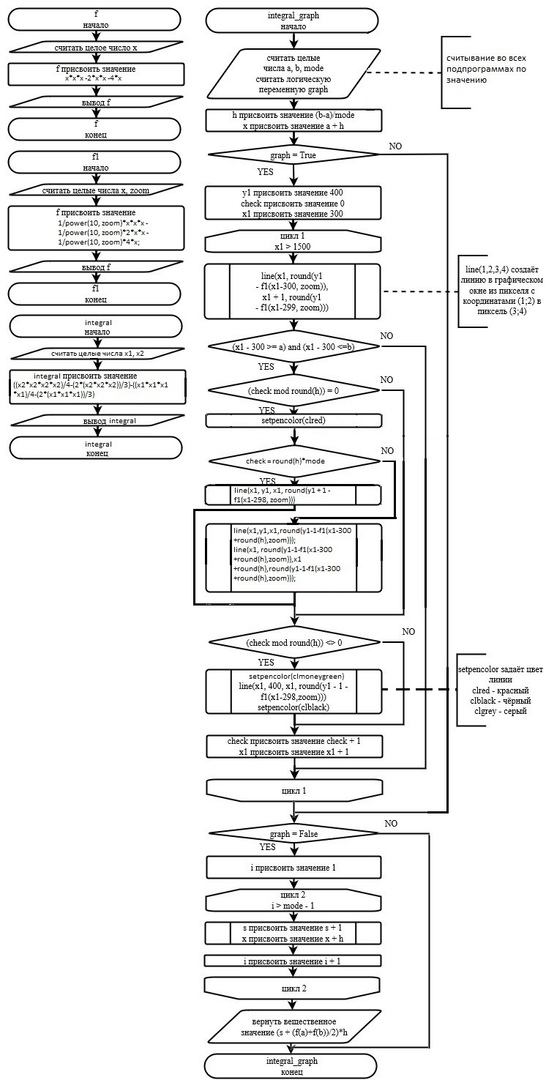 f
начало
считать целое число x
f присвоить значение
x*x*x-2*x*x-4*x
вывод f
f
конец
f1
начало
считать целые числа x, zoom
f присвоить значение
1/power(10, zoom)*x*x*x -
1/power(10, zoom)*2*x*x -
1/power(10, zoom)*4*x;
вывод f
f1
конец
integral
начало
считать целые числа x1, x2
integral присвоить значение
((x2*x2*x2*x2)/4-(2*(x2*x2*x2))/3)-((x1*x1*x1
*x1)/4-(2*(x1*x1*x1))/3)
вывод integral
integral
конец
integral_graph
начало
считать целые
числа a, b, mode
считать логическую
переменную graph
считывание во всех
подпрограммах по
значению
h присвоить значение (b-a)/mode
x присвоить значение a + h
graph = True
NO
YES
y1 присвоить значение 400
check присвоить значение 0
x1 присвоить значение 300
цикл 1
x1 > 1500
line(x1, round(y1
- f1(x1-300, zoom)),
x1 + 1, round(y1
- f1(x1-299, zoom)))
line(1,2,3,4) создаёт
линию в графическом
окне из пикселя с
координатами (1;2) в
пиксель (3;4)
(x1 - 300 >= a) and (x1 - 300 <=b)
NO
YES
(check mod round(h)) = 0
NO
YES
setpencolor(clred)
check = round(h)*mode
NO
YES
line(x1, y1, x1, round(y1 + 1 -
f1(x1-298, zoom)))
line(x1,y1,x1,round(y1-1-f1(x1-300
+round(h),zoom)));
line(x1, round(y1-1-f1(x1-300
+round(h),zoom)),x1
+round(h),round(y1-1-f1(x1-300
+round(h),zoom)));
(check mod round(h)) <> 0
NO
YES
setpencolor(clmoneygreen)
line(x1, 400, x1, round(y1 - 1 -
f1(x1-298,zoom)))
setpencolor(clblack)
setpencolor задаёт цвет
линии
clred - красный
clblack - чёрный
clgrey - серый
check присвоить значение check + 1
x1 присвоить значение x1 + 1
цикл 1
graph = False
NO
YES
i присвоить значение 1
цикл 2
i > mode - 1
s присвоить значение s + 1
x присвоить значение x + h
i присвоить значение i + 1
цикл 2
вернуть вещественное
значение (s + (f(a)+f(b))/2)*h
integral_graph
конец